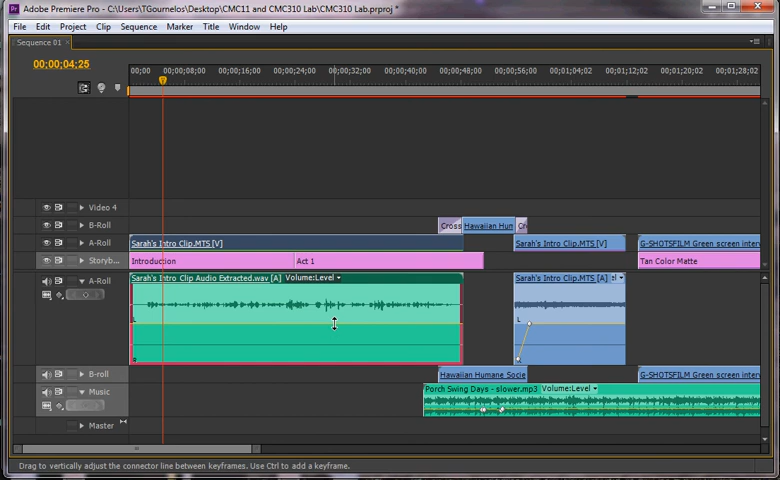 Adobe Premiere Pro - C:\Users\TGournelos\Desktop\CMC11 and CMC310 Lab\CMC310 Lab.prproj *
File Edit Project Clip Sequence Marker Title Window Help
Sequence 01
00;00;04;25
00;00 00;00;08;00 00;00;16;00 00;00;24;00 00;00;32;00 00;00;40;00 00;00;48;00 00;00;56;00 00;01;04;02 00;01;12;02 00;01;20;02 00;01;28;02
Video 4
B-Roll Cross Hawaiian Hum Cro
A-Roll Sarah's Intro Clip.MTS [V] Sarah's Intro Clip.MTS [V] G-SHOTSFILM Green screen interv
Storyb... Introduction Act 1 Tan Color Matte
A-Roll Sarah's Intro Clip Audio Extracted.wav [A] Volume:Level Sarah's Intro Clip.MTS [A]
L L
R
B-roll Hawaiian Humane Socie G-SHOTSFILM Green screen interv
Music Porch Swing Days - slower.mp3 Volume:Level
Master
Drag to vertically adjust the connector line between keyframes. Use Ctrl to add a keyframe.